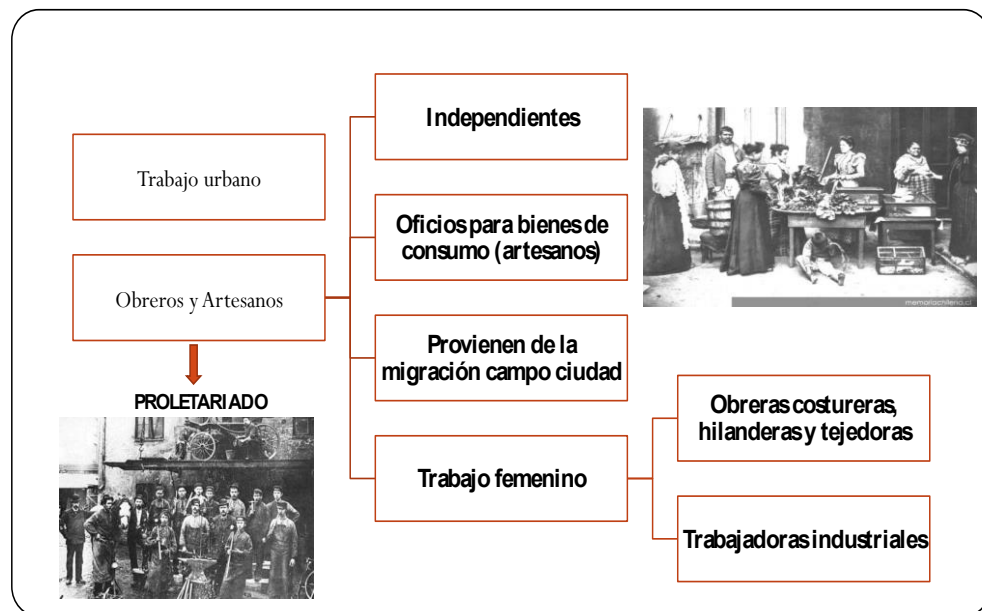 Trabajo urbano
Obreros y Artesanos
PROLETARIADO
Independientes
Oficios para bienes de
consumo (artesanos)
Provienen de la
migración campo ciudad
Trabajo femenino
Obreras costureras,
hilanderas y tejedoras
Trabajadoras industriales
memoriachilena.cl